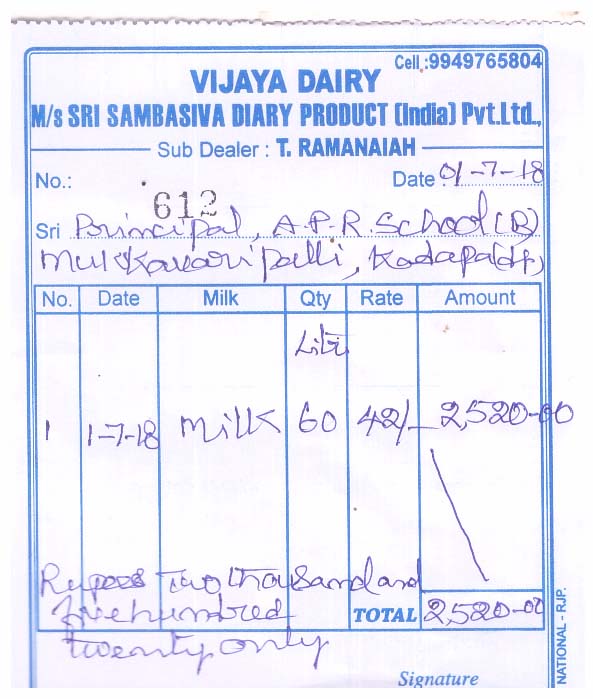 Cell.:9949765804
VIJAYA DAIRY
M/s SRI SAMBASIVA DIARY PRODUCT (India) Pvt.Ltd.,
Sub Dealer : T. RAMANAIAH
No.: 612 Date : 01-7-18
Sri Principal, A.P.R. School (B)
Mukkavaripalli, Kadapa (dt)
No. Date Milk Qty Rate Amount
Litr
1 1-7-18 Milk 60 42/- 2,520-00
Rupees Two thousand and
five hundred
TOTAL 2,520-00
twenty only
Signature
NATIONAL - RJP.